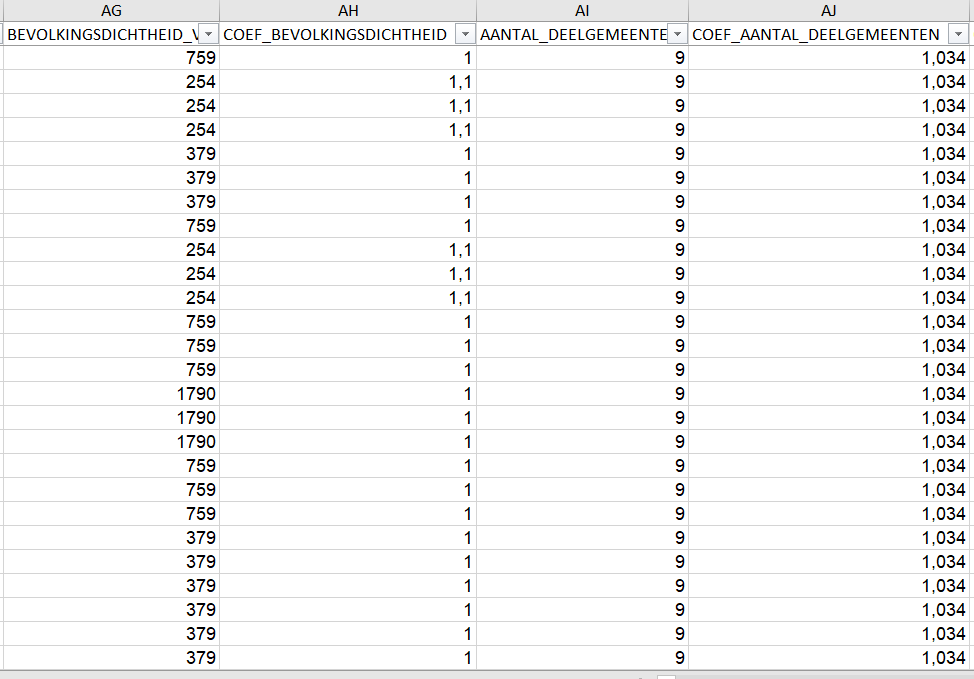 AG AH AI AJ
BEVOLKINGSDICHTHEID_V COEF_BEVOLKINGSDICHTHEID AANTAL_DEELGEMEENTE COEF_AANTAL_DEELGEMEENTEN
759 1 9 1,034
254 1,1 9 1,034
254 1,1 9 1,034
254 1,1 9 1,034
379 1 9 1,034
379 1 9 1,034
379 1 9 1,034
759 1 9 1,034
254 1,1 9 1,034
254 1,1 9 1,034
254 1,1 9 1,034
759 1 9 1,034
759 1 9 1,034
759 1 9 1,034
1790 1 9 1,034
1790 1 9 1,034
1790 1 9 1,034
759 1 9 1,034
759 1 9 1,034
759 1 9 1,034
379 1 9 1,034
379 1 9 1,034
379 1 9 1,034
379 1 9 1,034
379 1 9 1,034
379 1 9 1,034